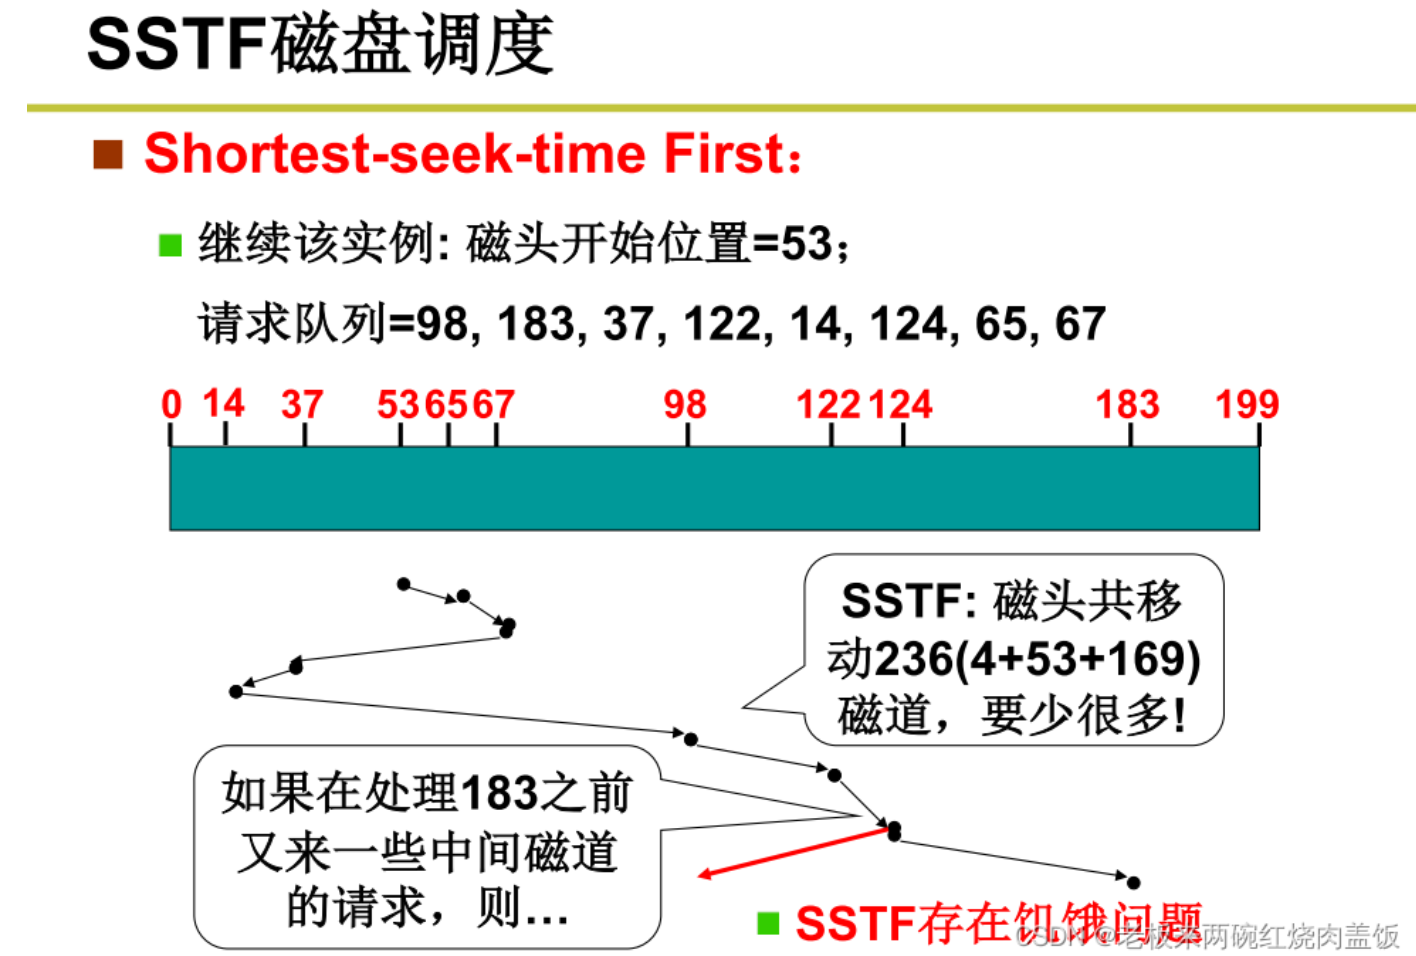 SSTF磁盘调度
Shortest-seek-time First：
继续该实例: 磁头开始位置=53；
请求队列=98, 183, 37, 122, 14, 124, 65, 67
0 14 37 53 65 67 98 122 124 183 199
SSTF: 磁头共移
动236(4+53+169)
磁道，要少很多!
如果在处理183之前
又来一些中间磁道
的请求，则...
SSTF存在饥饿问题
CSDN @老板来两碗红烧肉盖饭